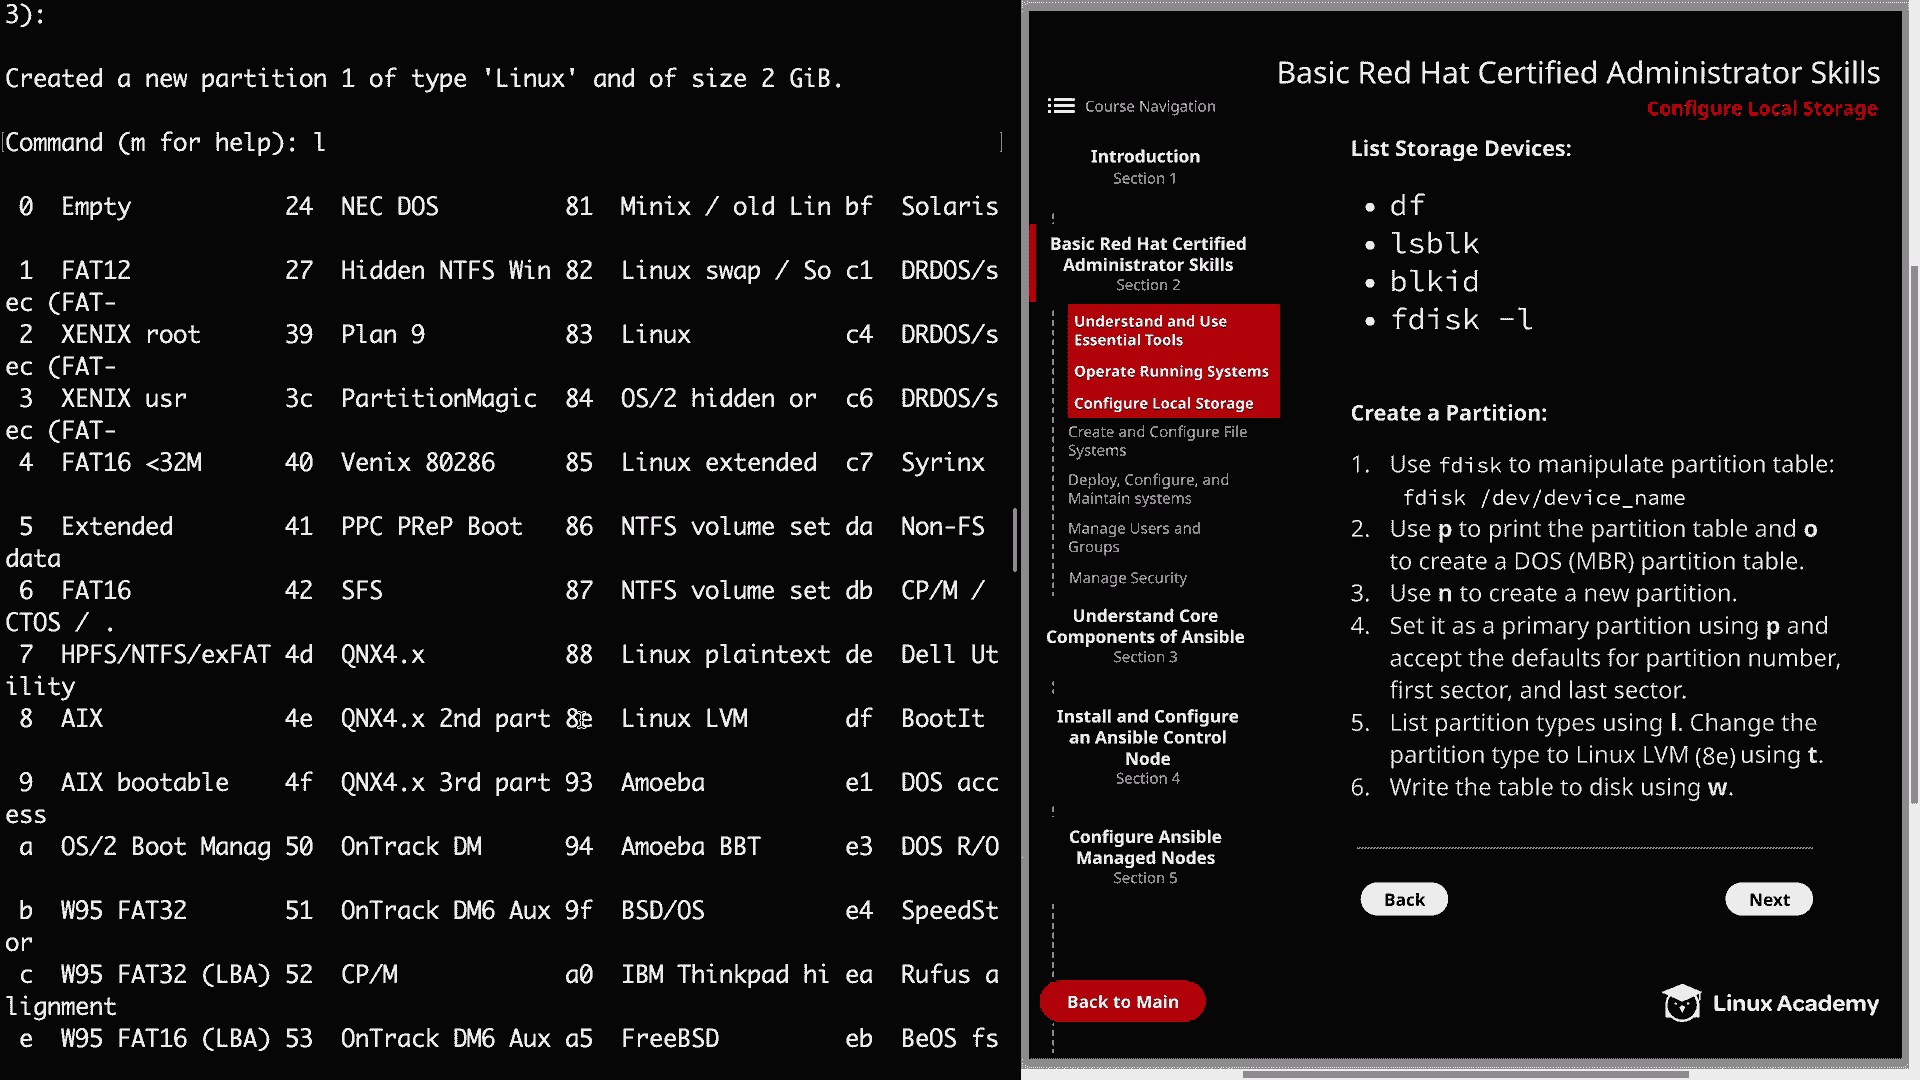 3):
Created a new partition 1 of type 'Linux' and of size 2 GiB.
Command (m for help): l
0 Empty 24 NEC DOS 81 Minix / old Lin bf Solaris
1 FAT12 27 Hidden NTFS Win 82 Linux swap / So c1 DRDOS/s
ec (FAT-
2 XENIX root 39 Plan 9 83 Linux c4 DRDOS/s
ec (FAT-
3 XENIX usr 3c PartitionMagic 84 OS/2 hidden or c6 DRDOS/s
ec (FAT-
4 FAT16 <32M 40 Venix 80286 85 Linux extended c7 Syrinx
5 Extended 41 PPC PReP Boot 86 NTFS volume set da Non-FS
data
6 FAT16 42 SFS 87 NTFS volume set db CP/M /
CTOS / .
7 HPFS/NTFS/exFAT 4d QNX4.x 88 Linux plaintext de Dell Ut
ility
8 AIX 4e QNX4.x 2nd part 8e Linux LVM df BootIt
9 AIX bootable 4f QNX4.x 3rd part 93 Amoeba e1 DOS acc
ess
a OS/2 Boot Manag 50 OnTrack DM 94 Amoeba BBT e3 DOS R/O
b W95 FAT32 51 OnTrack DM6 Aux 9f BSD/OS e4 SpeedSt
or
c W95 FAT32 (LBA) 52 CP/M a0 IBM Thinkpad hi ea Rufus a
lignment
e W95 FAT16 (LBA) 53 OnTrack DM6 Aux a5 FreeBSD eb BeOS fs
Basic Red Hat Certified Administrator Skills
Configure Local Storage
Course Navigation
Introduction
Section 1
Basic Red Hat Certified
Administrator Skills
Section 2
Understand and Use
Essential Tools
Operate Running Systems
Configure Local Storage
Create and Configure File
Systems
Deploy, Configure, and
Maintain systems
Manage Users and
Groups
Manage Security
Understand Core
Components of Ansible
Section 3
Install and Configure
an Ansible Control
Node
Section 4
Configure Ansible
Managed Nodes
Section 5
Back to Main
List Storage Devices:
• df
• lsblk
• blkid
• fdisk -l
Create a Partition:
1. Use fdisk to manipulate partition table:
fdisk /dev/device_name
2. Use p to print the partition table and o
to create a DOS (MBR) partition table.
3. Use n to create a new partition.
4. Set it as a primary partition using p and
accept the defaults for partition number,
first sector, and last sector.
5. List partition types using l. Change the
partition type to Linux LVM (8e) using t.
6. Write the table to disk using w.
Back
Next
Linux Academy